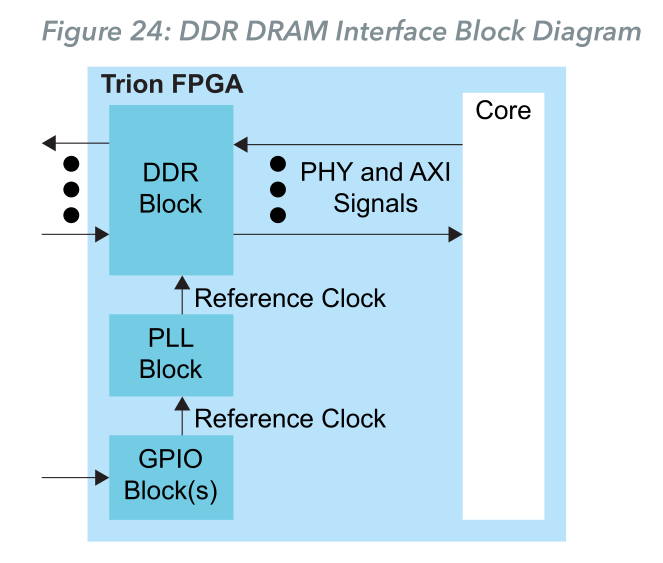 Figure 24: DDR DRAM Interface Block Diagram
Trion FPGA
Core
DDR
Block
PHY and AXI
Signals
Reference Clock
PLL
Block
Reference Clock
GPIO
Block(s)